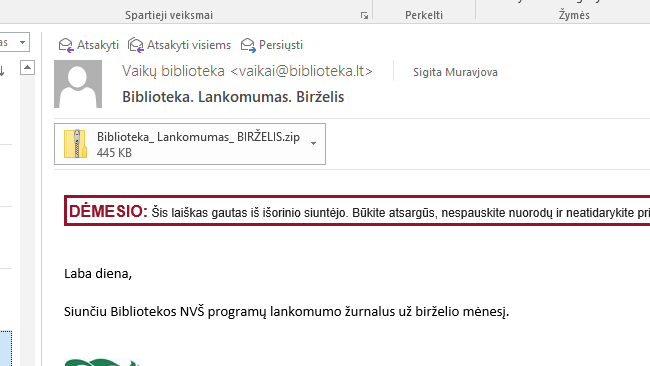 Spartieji veiksmai
Perkelti
Žymės
as
Atsakyti
Atsakyti visiems
Persiųsti
Vaikų biblioteka <vaikai@biblioteka.lt>
Sigita Muravjova
Biblioteka. Lankomumas. Birželis
Biblioteka_ Lankomumas_ BIRŽELIS.zip
445 KB
DĖMESIO: Šis laiškas gautas iš išorinio siuntėjo. Būkite atsargūs, nespauskite nuorodų ir neatidarykite pri
Laba diena,
Siunčiu Bibliotekos NVŠ programų lankomumo žurnalus už birželio mėnesį.